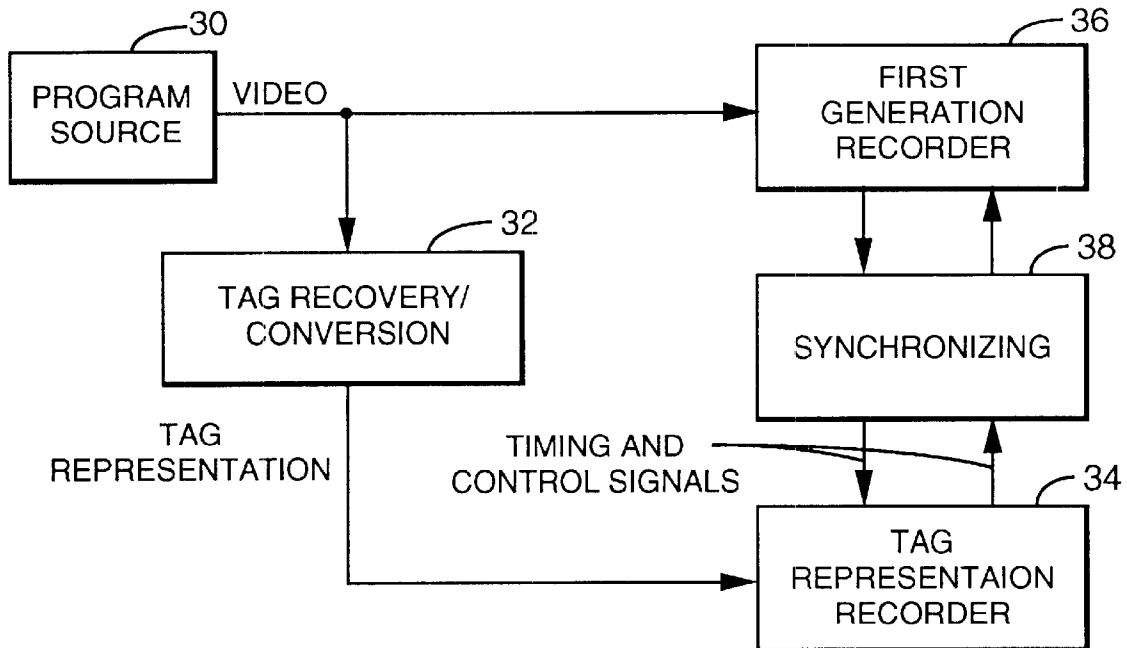 30
PROGRAM
SOURCE
VIDEO
36
FIRST
GENERATION
RECORDER
32
TAG RECOVERY/
CONVERSION
38
SYNCHRONIZING
TAG
REPRESENTATION
TIMING AND
CONTROL SIGNALS
34
TAG
REPRESENTAION
RECORDER